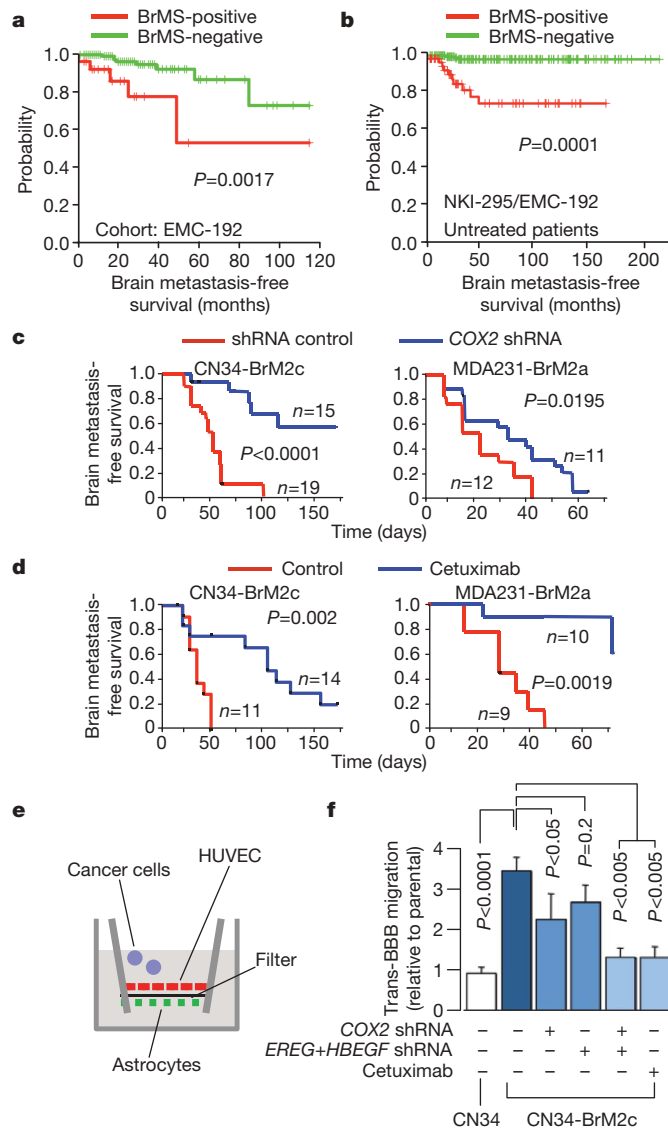 a
BrMS-positive
BrMS-negative
Probability
1.0
0.8
0.6
0.4
0.2
0.0
P=0.0017
Cohort: EMC-192
0 20 40 60 80 100 120
Brain metastasis-free
survival (months)
b
BrMS-positive
BrMS-negative
Probability
1.0
0.8
0.6
0.4
0.2
0.0
P=0.0001
NKI-295/EMC-192
Untreated patients
0 50 100 150 200
Brain metastasis-free
survival (months)
c
shRNA control
COX2 shRNA
Brain metastasis-
free survival
CN34-BrM2c
1.0
0.8
0.6
0.4
0.2
0
n=15
P<0.0001
n=19
0 50 100 150
MDA231-BrM2a
1.0
0.8
0.6
0.4
0.2
0
P=0.0195
n=11
n=12
0 20 40 60
Time (days)
d
Control
Cetuximab
Brain metastasis-
free survival
CN34-BrM2c
1.0
0.8
0.6
0.4
0.2
0
P=0.002
n=14
n=11
0 50 100 150
MDA231-BrM2a
1.0
0.8
0.6
0.4
0.2
0
n=10
P=0.0019
n=9
0 20 40 60
Time (days)
e
Cancer cells
HUVEC
Filter
Astrocytes
f
Trans-BBB migration
(relative to parental)
4
3
2
1
0
P<0.0001
P<0.05
P=0.2
P<0.005
P<0.005
COX2 shRNA – – + – + –
EREG+HBEGF shRNA – – – + + –
Cetuximab – – – – – +
CN34
CN34-BrM2c